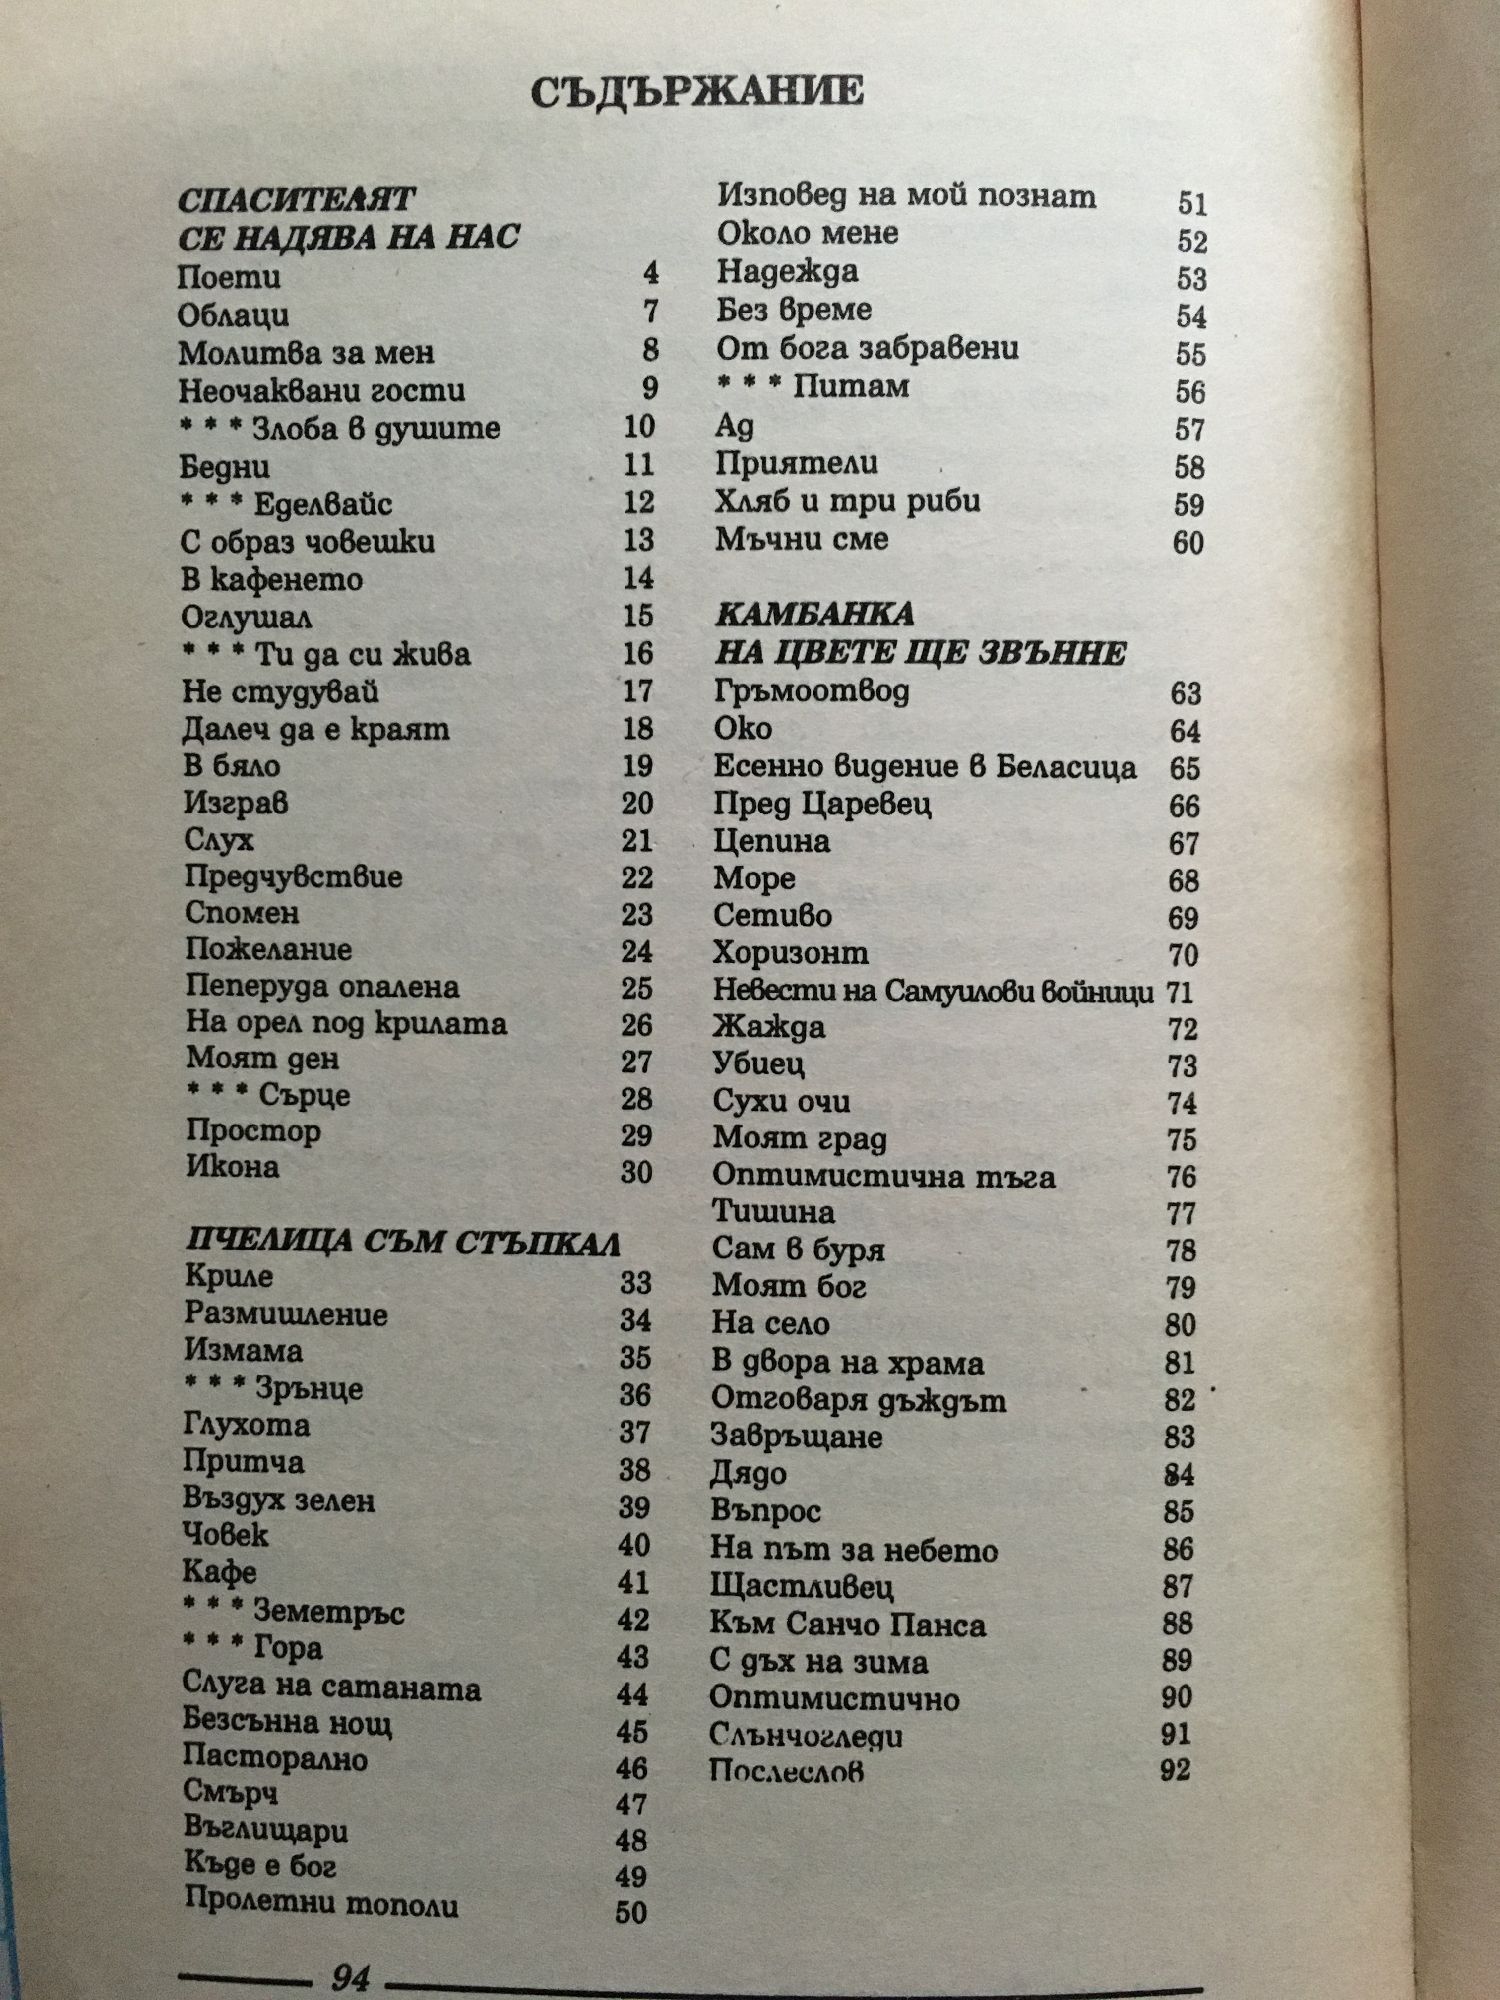 СЪДЪРЖАНИЕ
СПАСИТЕЛЯТ
СЕ НАДЯВА НА НАС
Поети 4
Облаци 7
Молитва за мен 8
Неочаквани гости 9
* * * Злоба в душите 10
Бедни 11
* * * Еделвайс 12
С образ човешки 13
В кафенето 14
Оглушал 15
* * * Ти да си жива 16
Не студувай 17
Далеч да е краят 18
В бяло 19
Изграв 20
Слух 21
Предчувствие 22
Спомен 23
Пожелание 24
Пеперуда опалена 25
На орел под крилата 26
Моят ден 27
* * * Сърце 28
Простор 29
Икона 30
ПЧЕЛИЦА СЪМ СТЪПКАЛ
Криле 33
Размишление 34
Измама 35
* * * Зрънце 36
Глухота 37
Притча 38
Въздух зелен 39
Човек 40
Кафе 41
* * * Земетръс 42
* * * Гора 43
Слуга на сатаната 44
Безсънна нощ 45
Пасторално 46
Смърч 47
Въглищари 48
Къде е бог 49
Пролетни тополи 50
Изповед на мой познат 51
Около мене 52
Надежда 53
Без време 54
От бога забравени 55
* * * Питам 56
Ад 57
Приятели 58
Хляб и три риби 59
Мъчни сме 60
КАМБАНКА
НА ЦВЕТЕ ЩЕ ЗВЪННЕ
Гръмоотвод 63
Око 64
Есенно видение в Беласица 65
Пред Царевец 66
Цепина 67
Море 68
Сетиво 69
Хоризонт 70
Невести на Самуилови войници 71
Жажда 72
Убиец 73
Сухи очи 74
Моят град 75
Оптимистична тъга 76
Тишина 77
Сам в буря 78
Моят бог 79
На село 80
В двора на храма 81
Отговаря дъждът 82
Завръщане 83
Дядо 84
Въпрос 85
На път за небето 86
Щастливец 87
Към Санчо Панса 88
С дъх на зима 89
Оптимистично 90
Слънчогледи 91
Послеслов 92
94